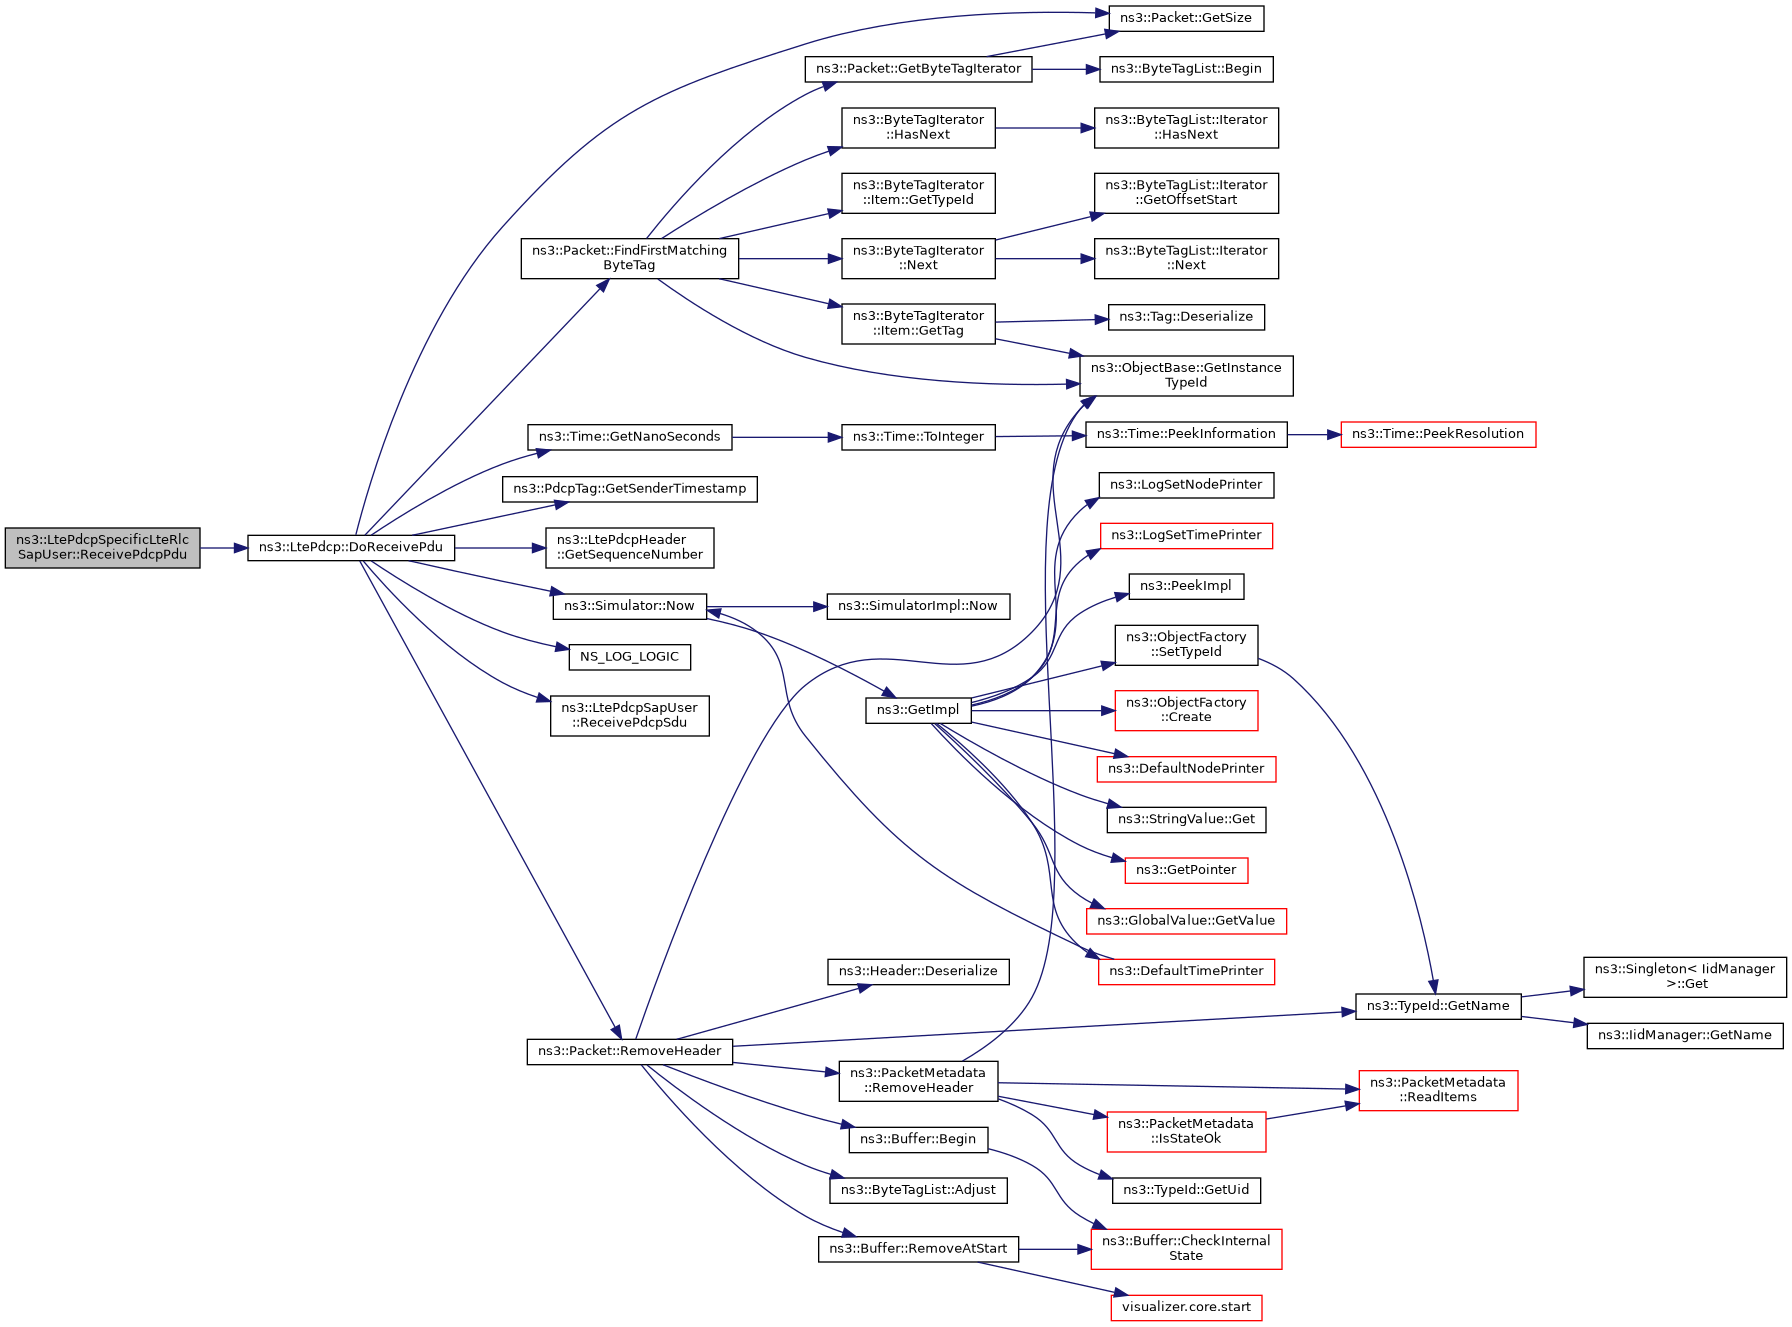 ns3::Packet::GetSize
ns3::Packet::GetByteTagIterator
ns3::ByteTagList::Begin
ns3::ByteTagIterator
::HasNext
ns3::ByteTagList::Iterator
::HasNext
ns3::ByteTagIterator
::Item::GetTypeId
ns3::ByteTagList::Iterator
::GetOffsetStart
ns3::Packet::FindFirstMatching
ByteTag
ns3::ByteTagIterator
::Next
ns3::ByteTagList::Iterator
::Next
ns3::ByteTagIterator
::Item::GetTag
ns3::Tag::Deserialize
ns3::ObjectBase::GetInstance
TypeId
ns3::Time::GetNanoSeconds
ns3::Time::ToInteger
ns3::Time::PeekInformation
ns3::Time::PeekResolution
ns3::PdcpTag::GetSenderTimestamp
ns3::LogSetNodePrinter
ns3::LtePdcpSpecificLteRlc
SapUser::ReceivePdcpPdu
ns3::LtePdcp::DoReceivePdu
ns3::LtePdcpHeader
::GetSequenceNumber
ns3::LogSetTimePrinter
ns3::Simulator::Now
ns3::SimulatorImpl::Now
ns3::PeekImpl
NS_LOG_LOGIC
ns3::ObjectFactory
::SetTypeId
ns3::LtePdcpSapUser
::ReceivePdcpSdu
ns3::GetImpl
ns3::ObjectFactory
::Create
ns3::DefaultNodePrinter
ns3::StringValue::Get
ns3::GetPointer
ns3::GlobalValue::GetValue
ns3::Header::Deserialize
ns3::DefaultTimePrinter
ns3::TypeId::GetName
ns3::Singleton< IidManager
>::Get
ns3::IidManager::GetName
ns3::Packet::RemoveHeader
ns3::PacketMetadata
::RemoveHeader
ns3::PacketMetadata
::ReadItems
ns3::PacketMetadata
::IsStateOk
ns3::Buffer::Begin
ns3::ByteTagList::Adjust
ns3::TypeId::GetUid
ns3::Buffer::RemoveAtStart
ns3::Buffer::CheckInternal
State
visualizer.core.start